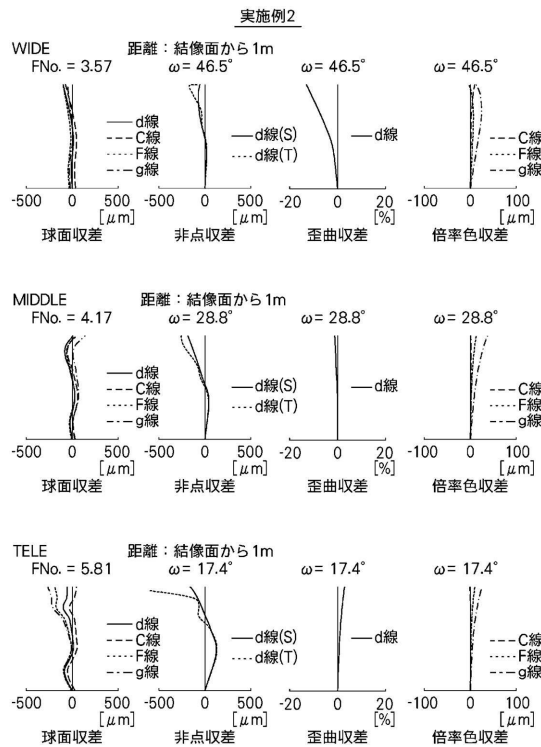 実施例2
WIDE 距離：結像面から1m
FNo. = 3.57 ω= 46.5° ω= 46.5° ω= 46.5°
d線
C線
F線
g線
d線(S)
d線(T)
d線
C線
F線
g線
-500 0 500 -500 0 500 -20 0 20 -100 0 100
[μm] [μm] [%] [μm]
球面収差 非点収差 歪曲収差 倍率色収差
MIDDLE 距離：結像面から1m
FNo. = 4.17 ω= 28.8° ω= 28.8° ω= 28.8°
d線
C線
F線
g線
d線(S)
d線(T)
d線
C線
F線
g線
-500 0 500 -500 0 500 -20 0 20 -100 0 100
[μm] [μm] [%] [μm]
球面収差 非点収差 歪曲収差 倍率色収差
TELE 距離：結像面から1m
FNo. = 5.81 ω= 17.4° ω= 17.4° ω= 17.4°
d線
C線
F線
g線
d線(S)
d線(T)
d線
C線
F線
g線
-500 0 500 -500 0 500 -20 0 20 -100 0 100
[μm] [μm] [%] [μm]
球面収差 非点収差 歪曲収差 倍率色収差